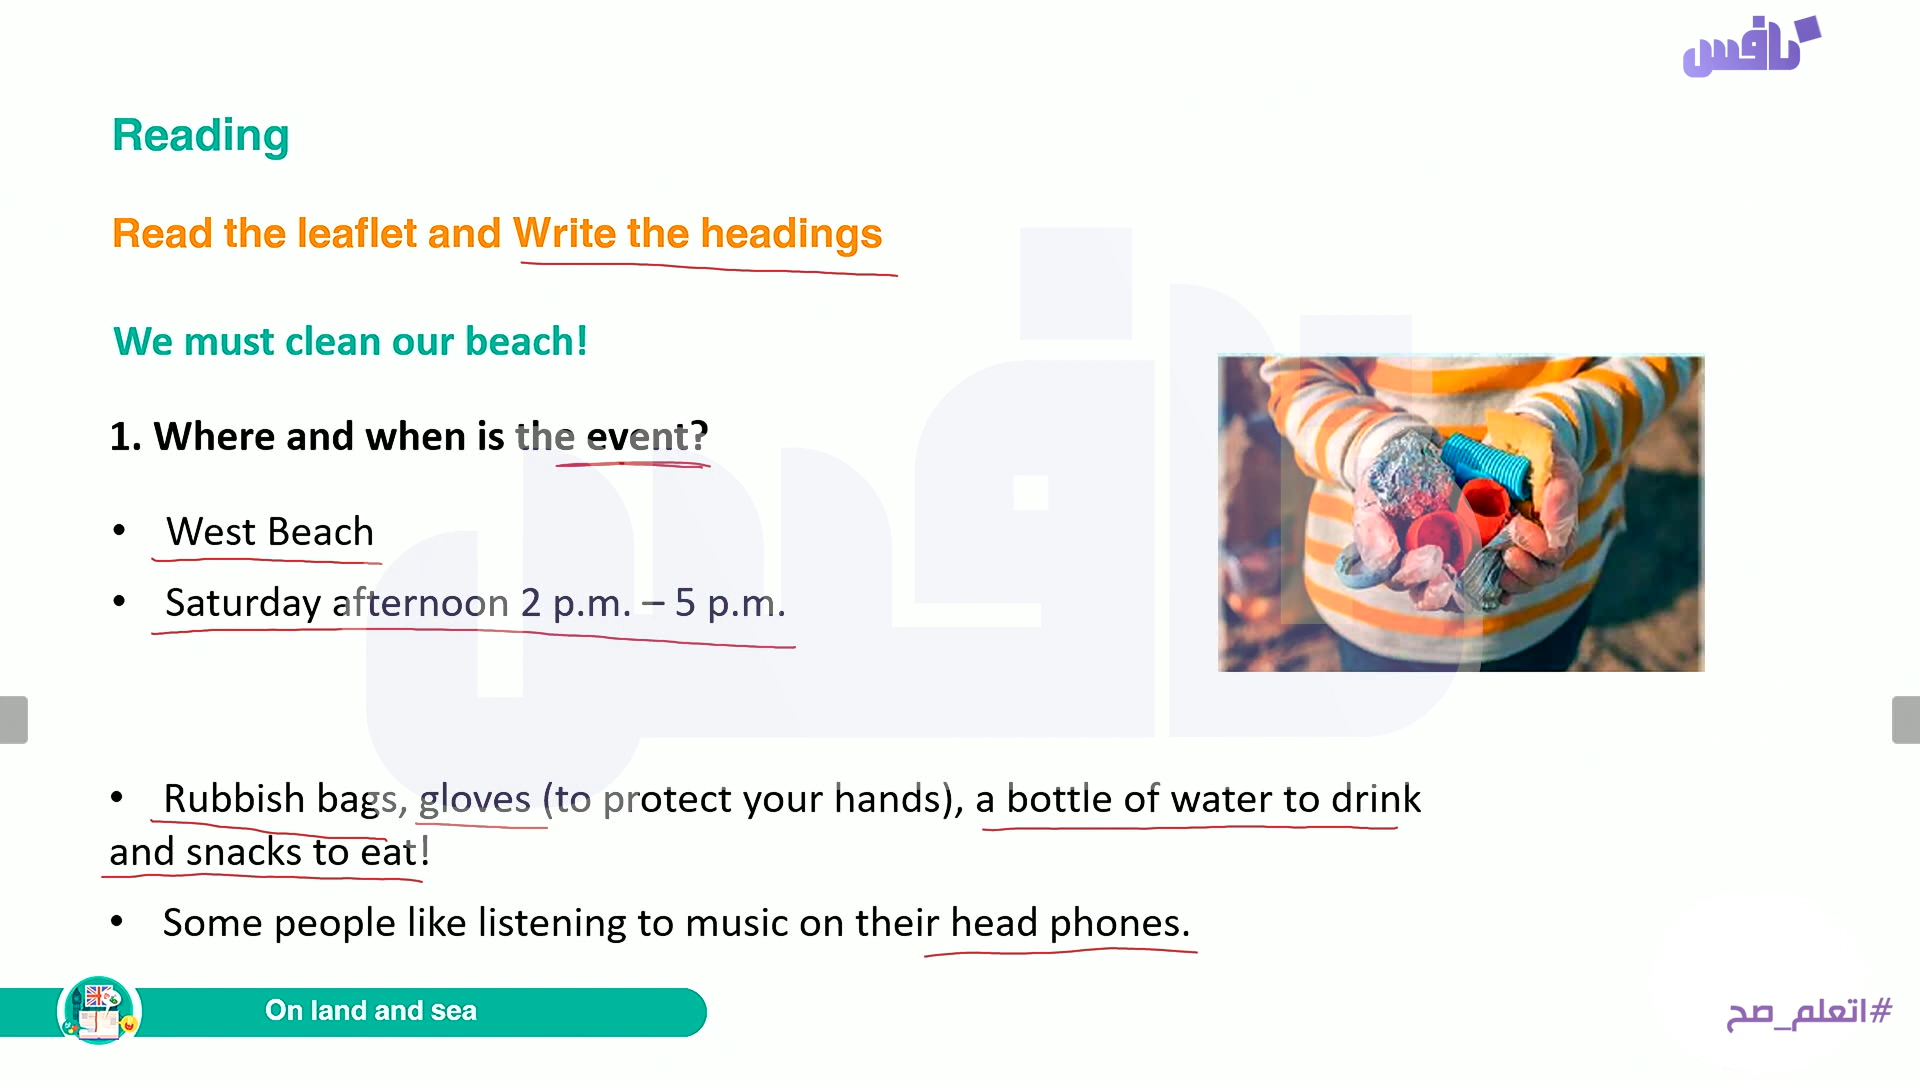 نافس
Reading
Read the leaflet and Write the headings
We must clean our beach!
1. Where and when is the event?
• West Beach
• Saturday afternoon 2 p.m. – 5 p.m.
• Rubbish bags, gloves (to protect your hands), a bottle of water to drink
and snacks to eat!
• Some people like listening to music on their head phones.
On land and sea
#اتعلم_صح